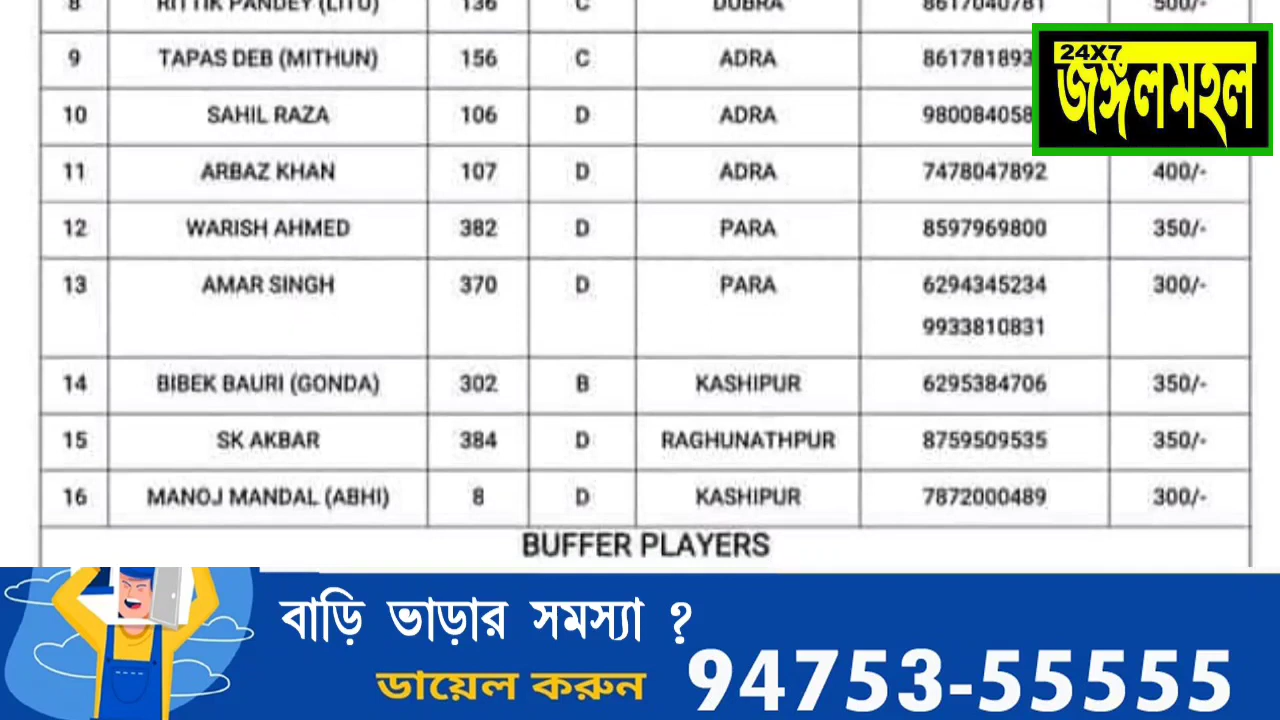 8 RITTIK PANDEY (LITU) 136 C DUBRA 8617040781 500/-
9 TAPAS DEB (MITHUN) 156 C ADRA 861781893
10 SAHIL RAZA 106 D ADRA 980084058
11 ARBAZ KHAN 107 D ADRA 7478047892 400/-
12 WARISH AHMED 382 D PARA 8597969800 350/-
13 AMAR SINGH 370 D PARA 6294345234 300/-
9933810831
14 BIBEK BAURI (GONDA) 302 B KASHIPUR 6295384706 350/-
15 SK AKBAR 384 D RAGHUNATHPUR 8759509535 350/-
16 MANOJ MANDAL (ABHI) 8 D KASHIPUR 7872000489 300/-
BUFFER PLAYERS
24X7
জঙ্গলমহল
বাড়ি ভাড়ার সমস্যা ?
ডায়েল করুন 94753-55555